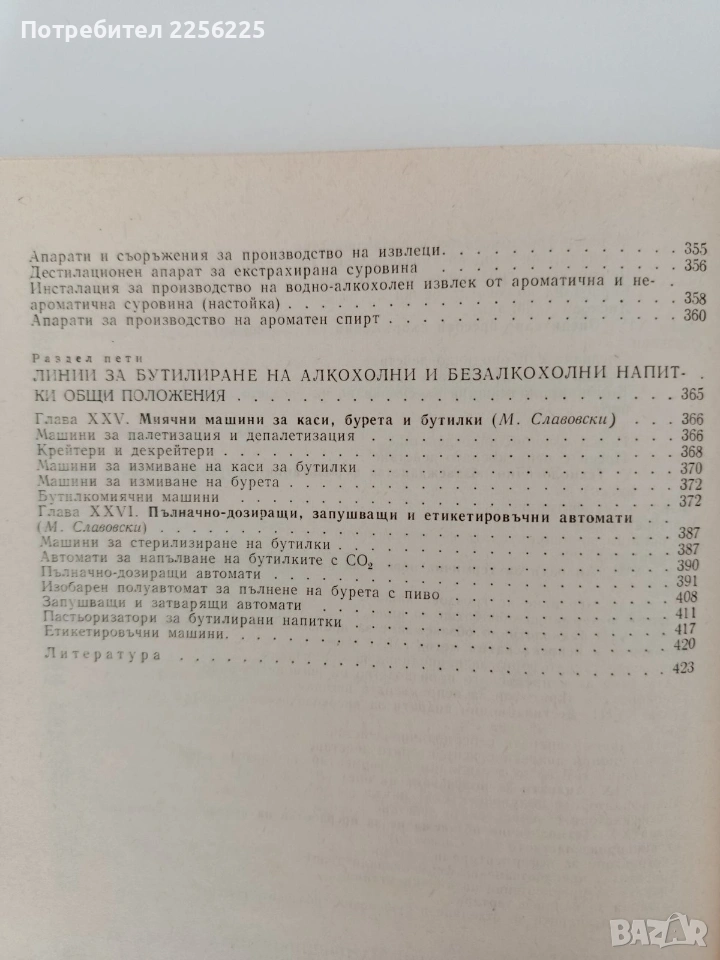 Потребител 2256225
Апарати и съоръжения за производство на извлеци. . . . . . . . . . . . . . 355
Дестилационен апарат за екстрахирана суровина . . . . . . . . . . . . . . 356
Инсталация за производство на водно-алкохолен извлек от ароматична и не-
ароматична суровина (настойка) . . . . . . . . . . . . . . . . . . . . . 358
Апарати за производство на ароматен спирт . . . . . . . . . . . . . . . . 360
Раздел пети
ЛИНИИ ЗА БУТИЛИРАНЕ НА АЛКОХОЛНИ И БЕЗАЛКОХОЛНИ НАПИТ-
КИ ОБЩИ ПОЛОЖЕНИЯ . . . . . . . . . . . . . . . . . . . . . . . . 365
Глава XXV. Миячни машини за каси, бурета и бутилки (М. Славовски) . . 366
Машини за палетизация и депалетизация . . . . . . . . . . . . . . . . . 366
Крейтери и декрейтери . . . . . . . . . . . . . . . . . . . . . . . . . 368
Машини за измиване на каси за бутилки . . . . . . . . . . . . . . . . . 370
Машини за измиване на бурета . . . . . . . . . . . . . . . . . . . . . 372
Бутилкомиячни машини . . . . . . . . . . . . . . . . . . . . . . . . . 372
Глава XXVI. Пълначно-дозиращи, запушващи и етикетировъчни автомати . .
(М. Славовски) . . . . . . . . . . . . . . . . . . . . . . . . . . . . 387
Машини за стерилизиране на бутилки . . . . . . . . . . . . . . . . . . 387
Автомати за напълване на бутилките с CO₂ . . . . . . . . . . . . . . . 390
Пълначно-дозиращи автомати . . . . . . . . . . . . . . . . . . . . . . 391
Изобарен полуавтомат за пълнене на бурета с пиво . . . . . . . . . . . 408
Запушващи и затварящи автомати . . . . . . . . . . . . . . . . . . . . 411
Пастьоризатори за бутилирани напитки . . . . . . . . . . . . . . . . . 417
Етикетировъчни машини. . . . . . . . . . . . . . . . . . . . . . . . . 420
Литература . . . . . . . . . . . . . . . . . . . . . . . . . . . . . . 423
BAZAR